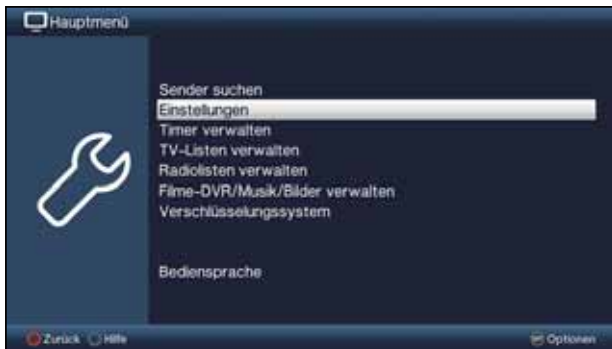 Hauptmenü
Sender suchen
Einstellungen
Timer verwalten
TV-Listen verwalten
Radiolisten verwalten
Filme-DVR/Musik/Bilder verwalten
Verschlüsselungssystem
Bediensprache
Zurück Hilfe Optionen